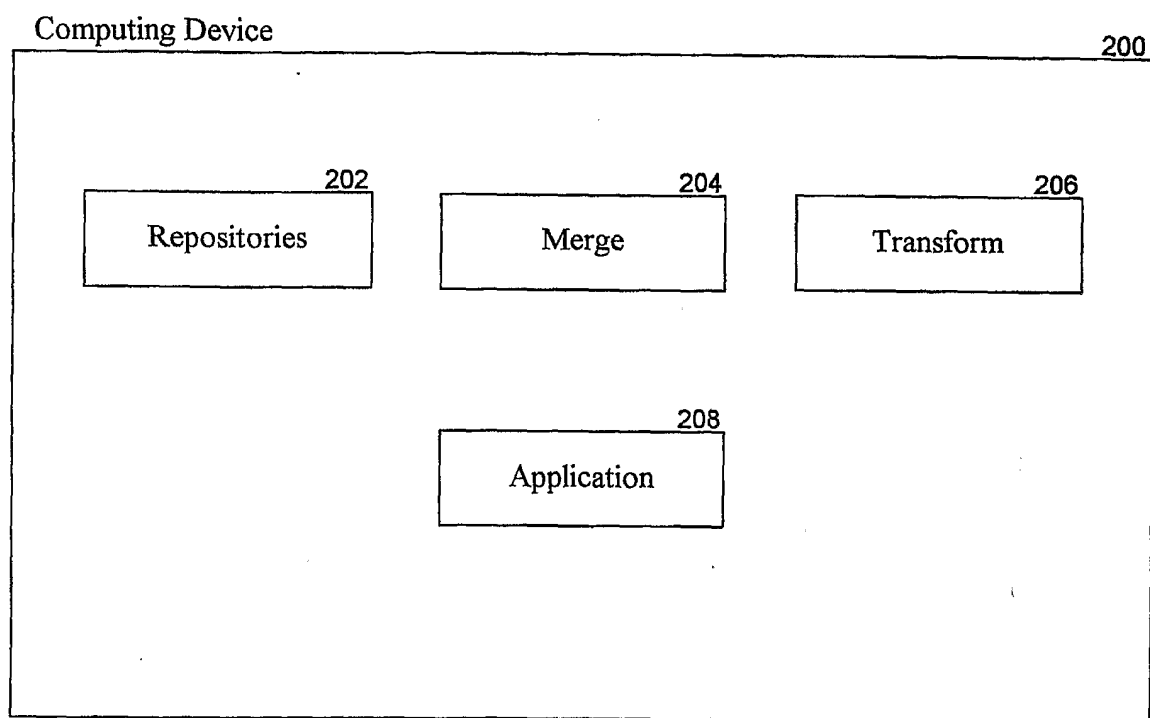 Computing Device
200
202
204
206
Repositories
Merge
Transform
208
Application